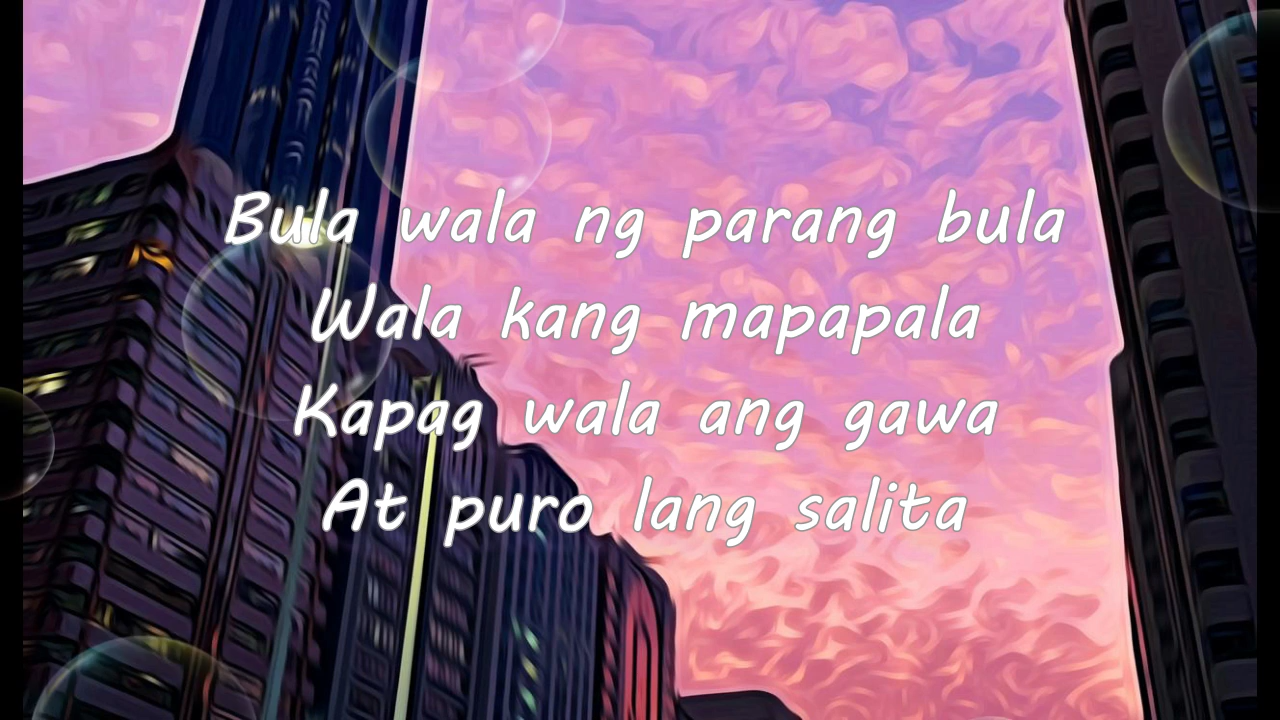 Bula wala ng parang bula
Wala kang mapapala
Kapag wala ang gawa
At puro lang salita